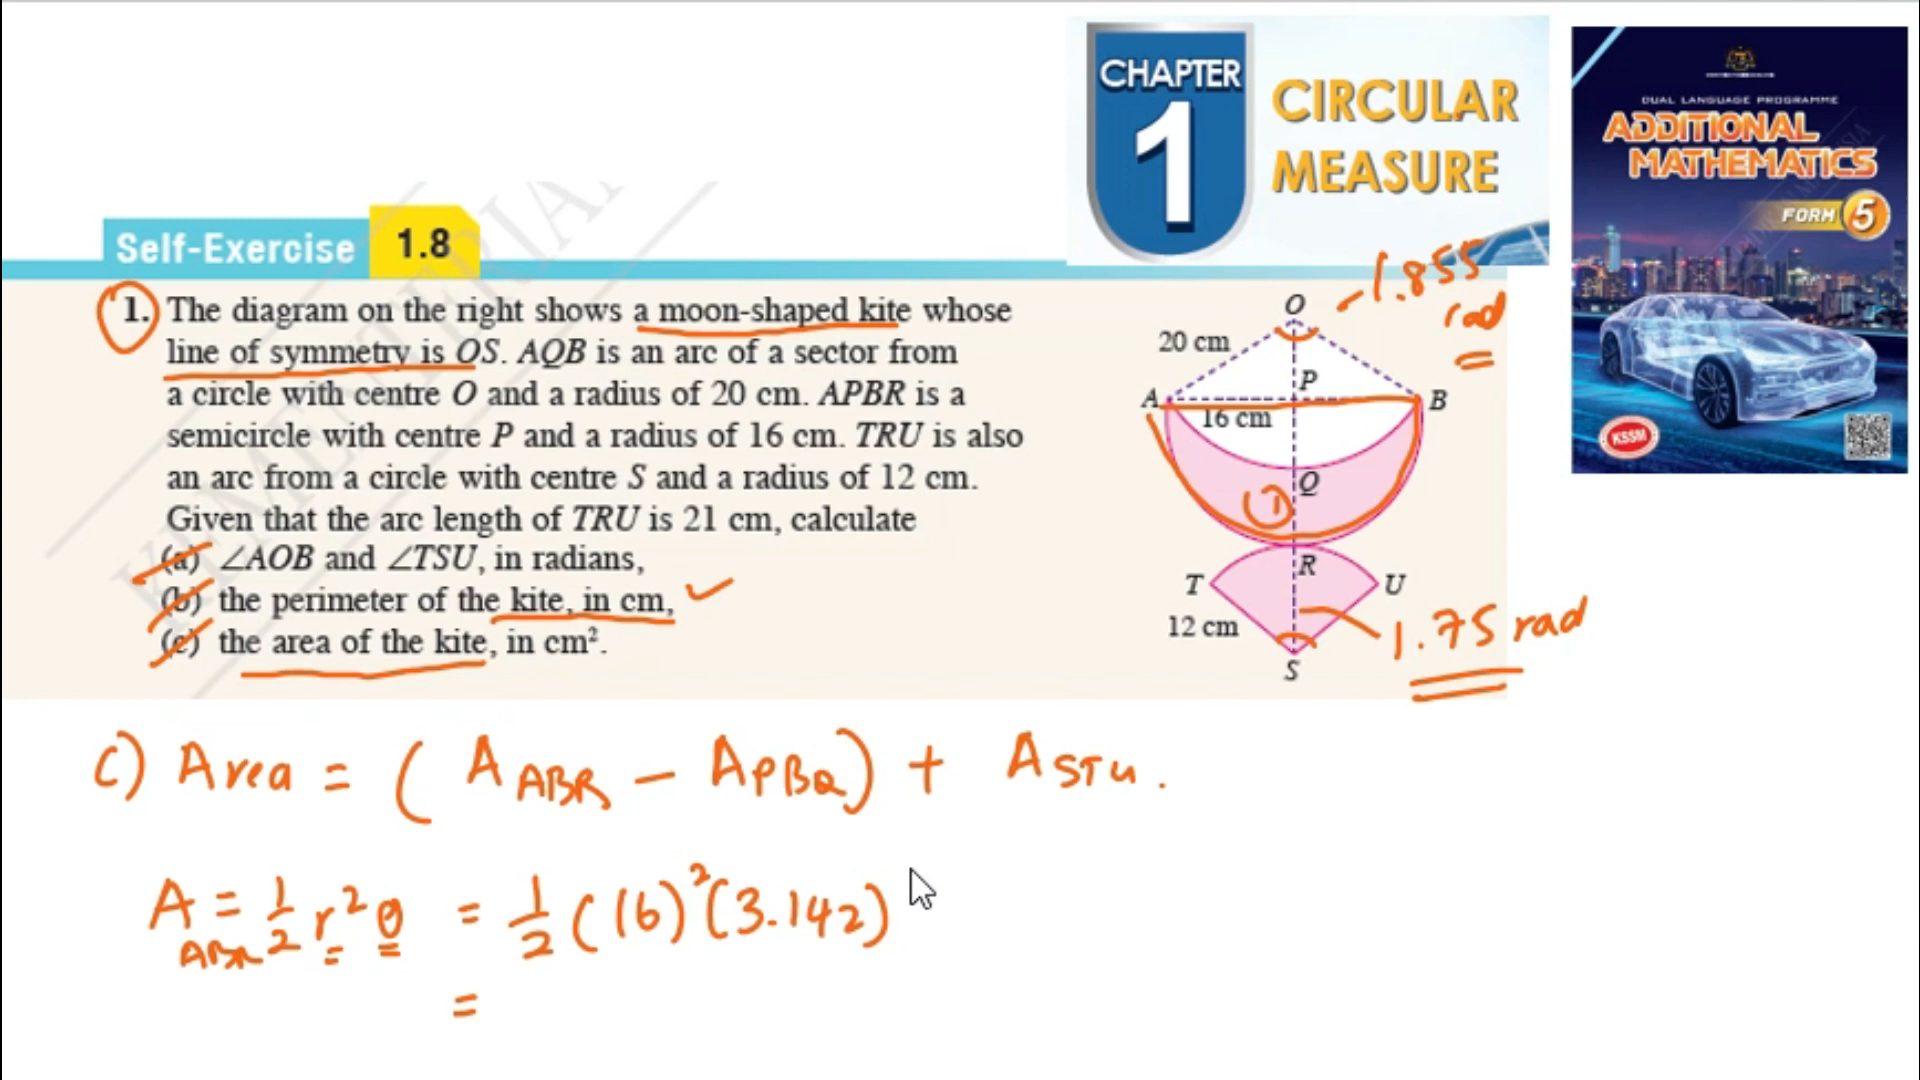 CHAPTER
1
CIRCULAR
MEASURE
DUAL LANGUAGE PROGRAMME
ADDITIONAL
MATHEMATICS
FORM 5
KSSM
Self-Exercise 1.8
1. The diagram on the right shows a moon-shaped kite whose
line of symmetry is OS. AQB is an arc of a sector from
a circle with centre O and a radius of 20 cm. APBR is a
semicircle with centre P and a radius of 16 cm. TRU is also
an arc from a circle with centre S and a radius of 12 cm.
Given that the arc length of TRU is 21 cm, calculate
(a) ∠AOB and ∠TSU, in radians,
(b) the perimeter of the kite, in cm,
(c) the area of the kite, in cm².
O
1.855
rad
20 cm
P
A
B
16 cm
Q
1
R
T
U
12 cm
1.75 rad
S
c) Area = ( A ABR − APBQ ) + A STU .
A ABR = 1/2 r² θ = 1/2 (16)² (3.142)
=